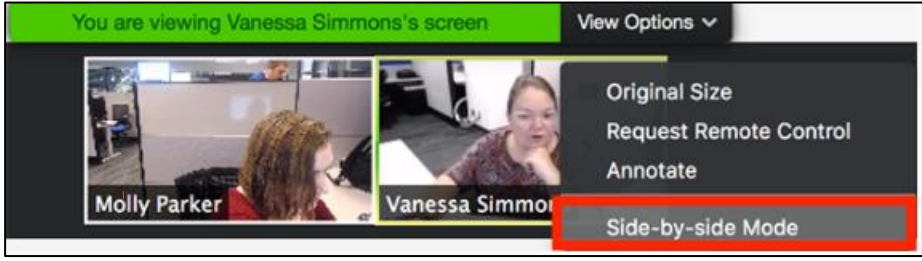 You are viewing Vanessa Simmons's screen
View Options
Original Size
Request Remote Control
Annotate
Side-by-side Mode
Molly Parker
Vanessa